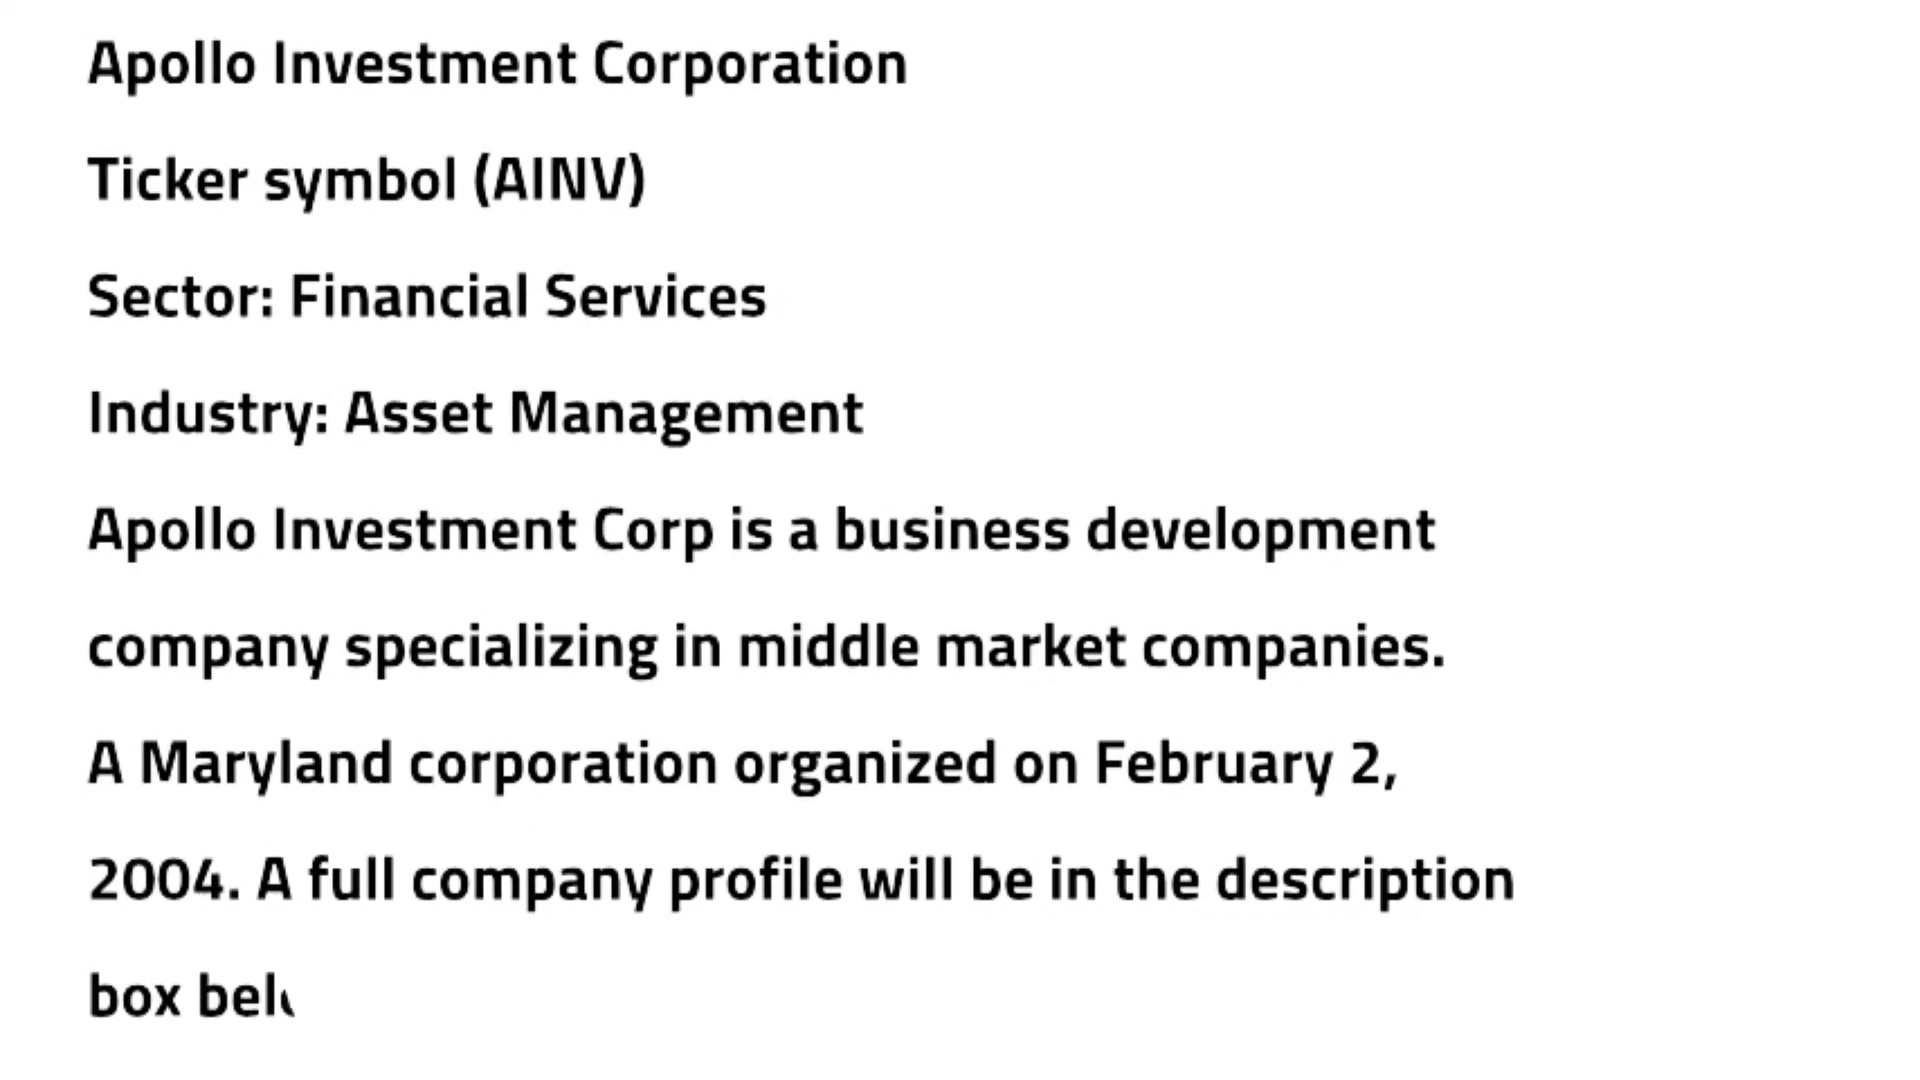 Apollo Investment Corporation
Ticker symbol (AINV)
Sector: Financial Services
Industry: Asset Management
Apollo Investment Corp is a business development
company specializing in middle market companies.
A Maryland corporation organized on February 2,
2004. A full company profile will be in the description
box